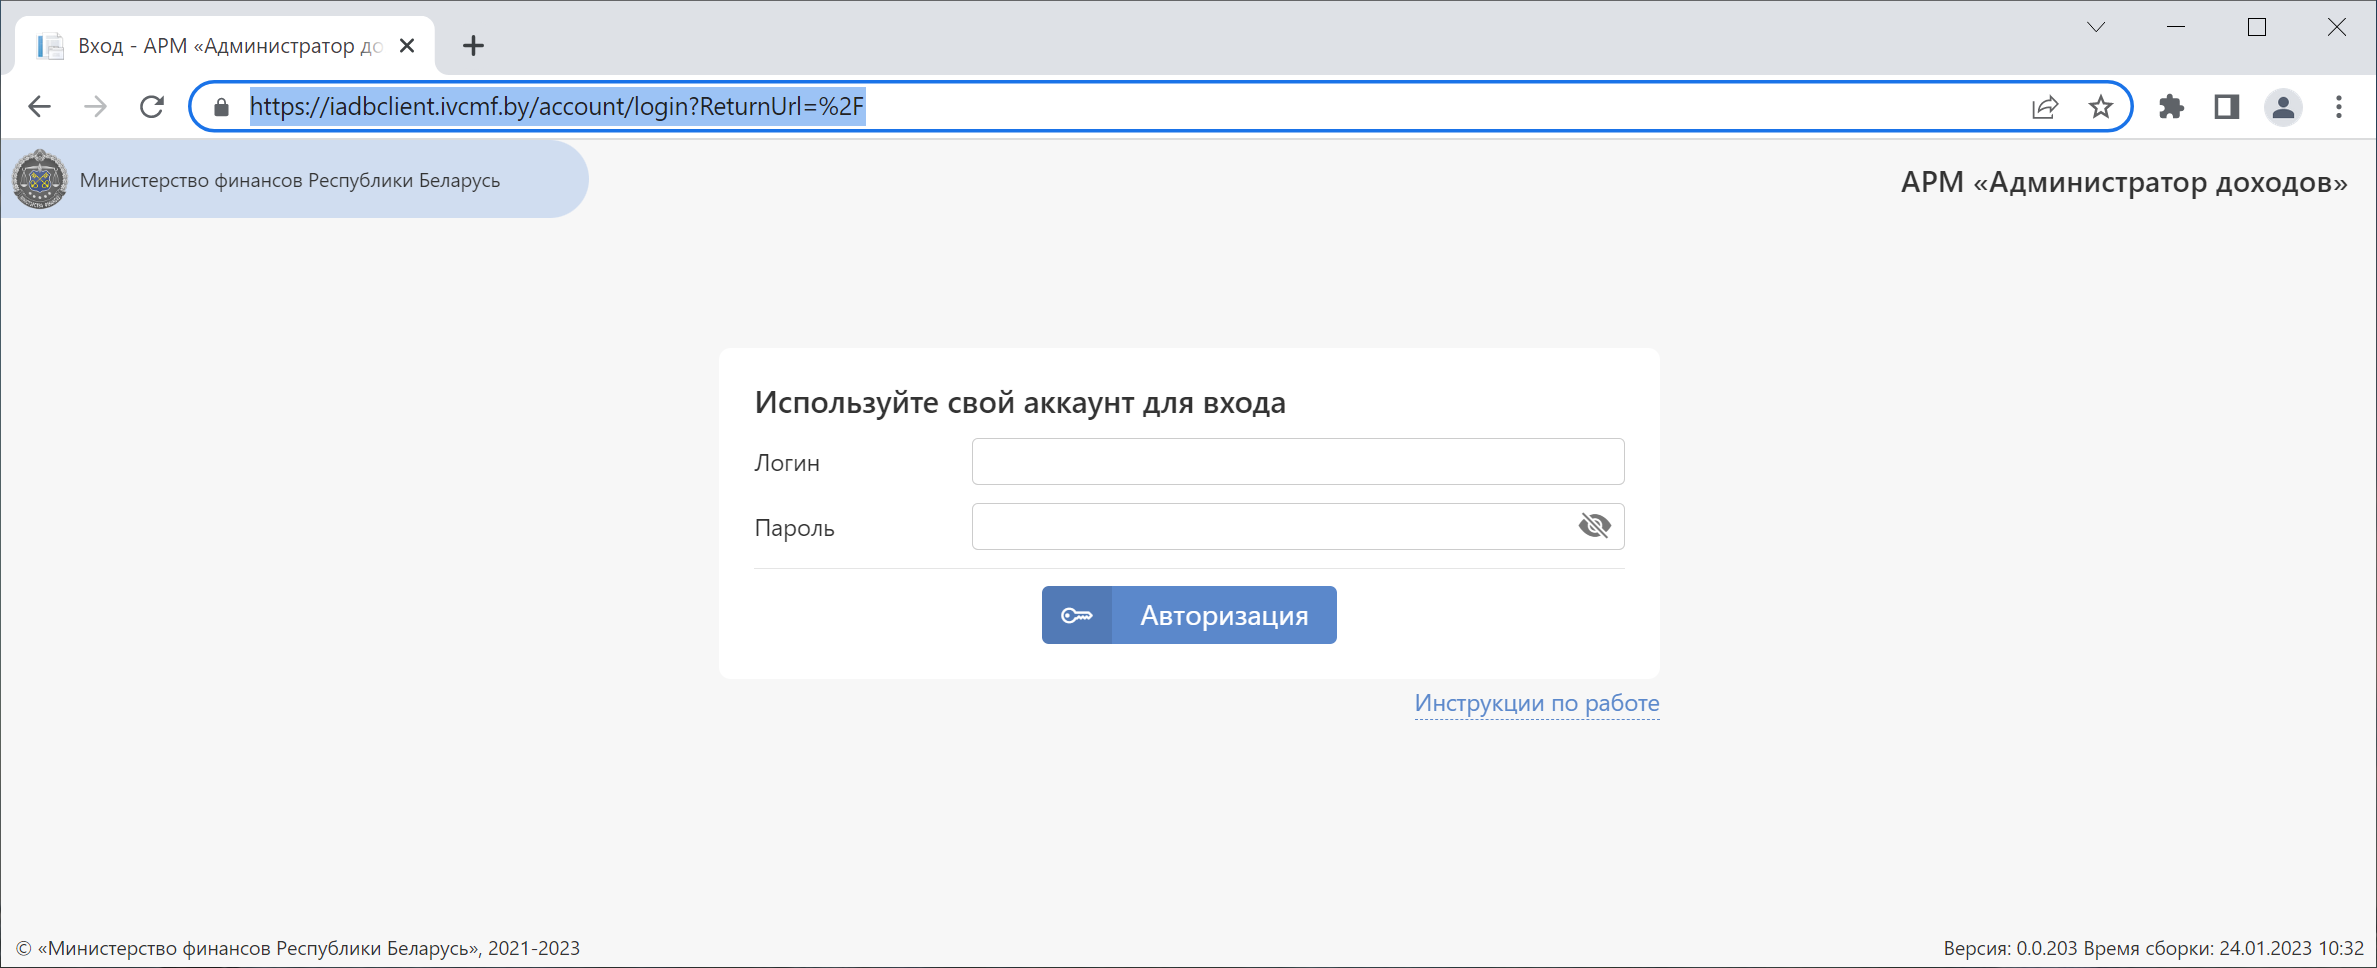 Вход - АРМ «Администратор до
https://iadbclient.ivcmf.by/account/login?ReturnUrl=%2F
Министерство финансов Республики Беларусь
АРМ «Администратор доходов»
Используйте свой аккаунт для входа
Логин
Пароль
Авторизация
Инструкции по работе
© «Министерство финансов Республики Беларусь», 2021-2023
Версия: 0.0.203 Время сборки: 24.01.2023 10:32